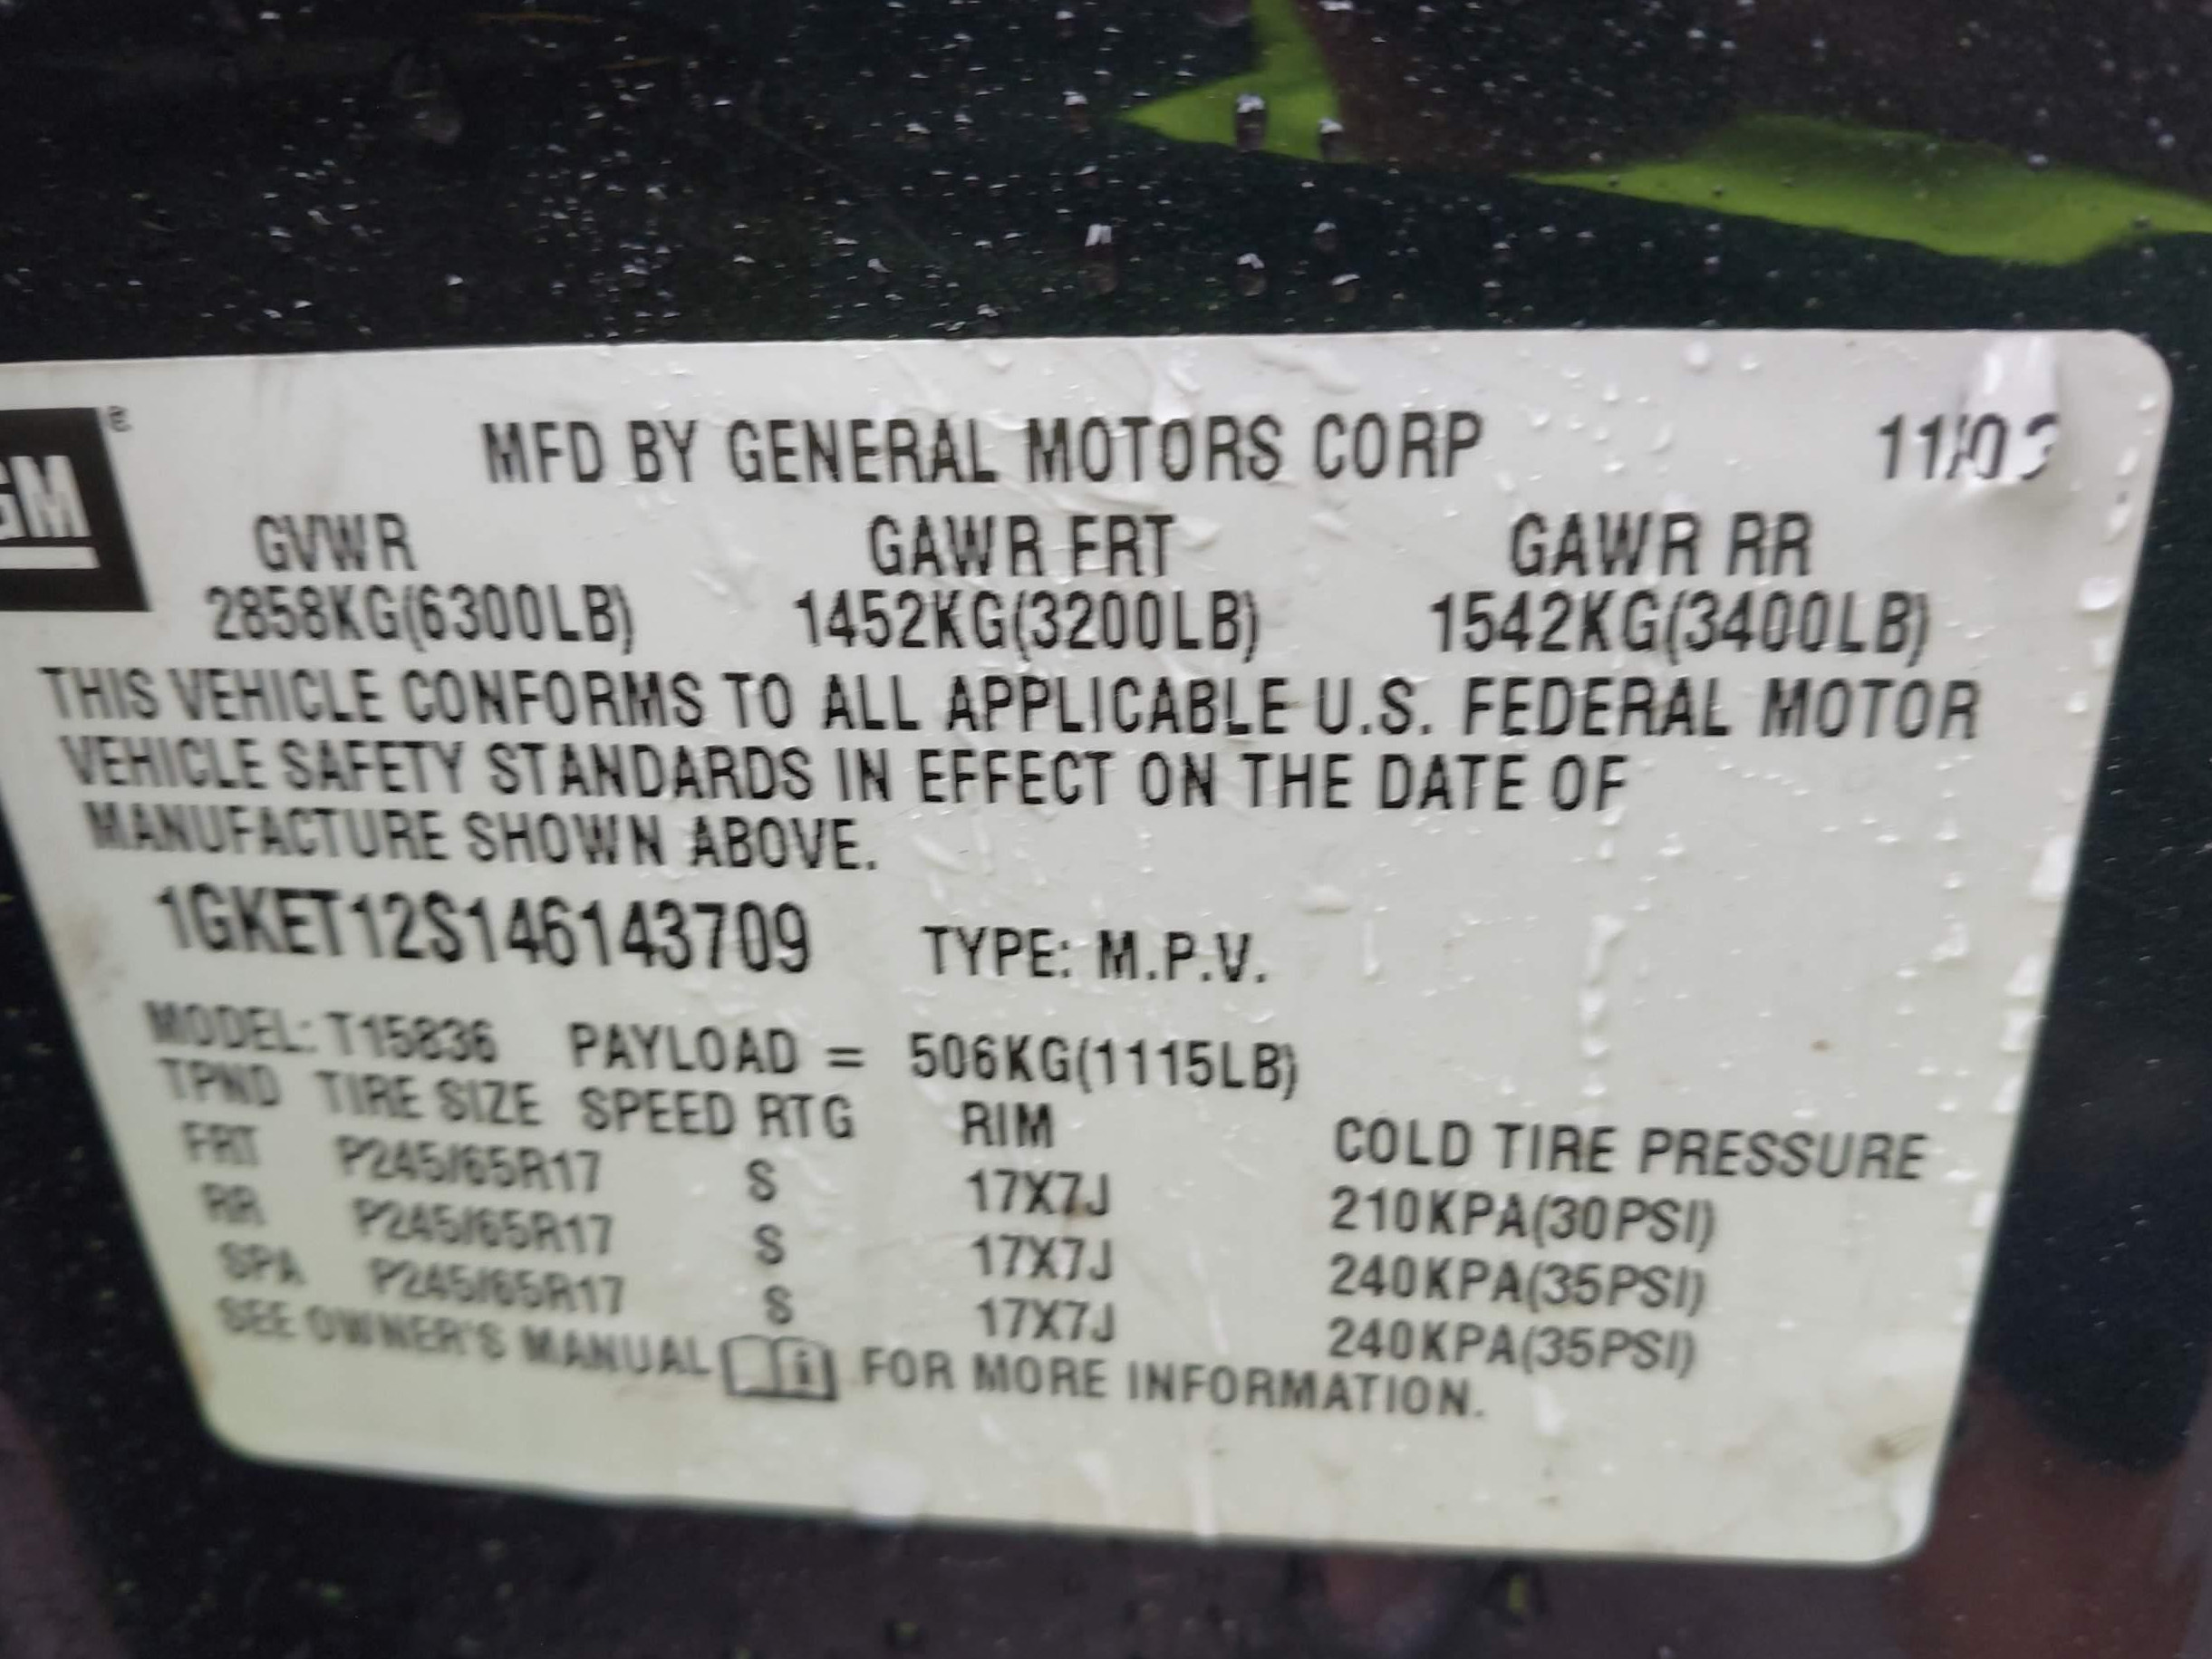 GM
MFD BY GENERAL MOTORS CORP 11/03
GVWR GAWR FRT GAWR RR
2858KG(6300LB) 1452KG(3200LB) 1542KG(3400LB)
THIS VEHICLE CONFORMS TO ALL APPLICABLE U.S. FEDERAL MOTOR
VEHICLE SAFETY STANDARDS IN EFFECT ON THE DATE OF
MANUFACTURE SHOWN ABOVE.
1GKET12S146143709 TYPE: M.P.V.
MODEL: T15836 PAYLOAD = 506KG(1115LB)
TPND TIRE SIZE SPEED RTG RIM COLD TIRE PRESSURE
FRT P245/65R17 S 17X7J 210KPA(30PSI)
RR P245/65R17 S 17X7J 240KPA(35PSI)
SPA P245/65R17 S 17X7J 240KPA(35PSI)
SEE OWNER'S MANUAL FOR MORE INFORMATION.